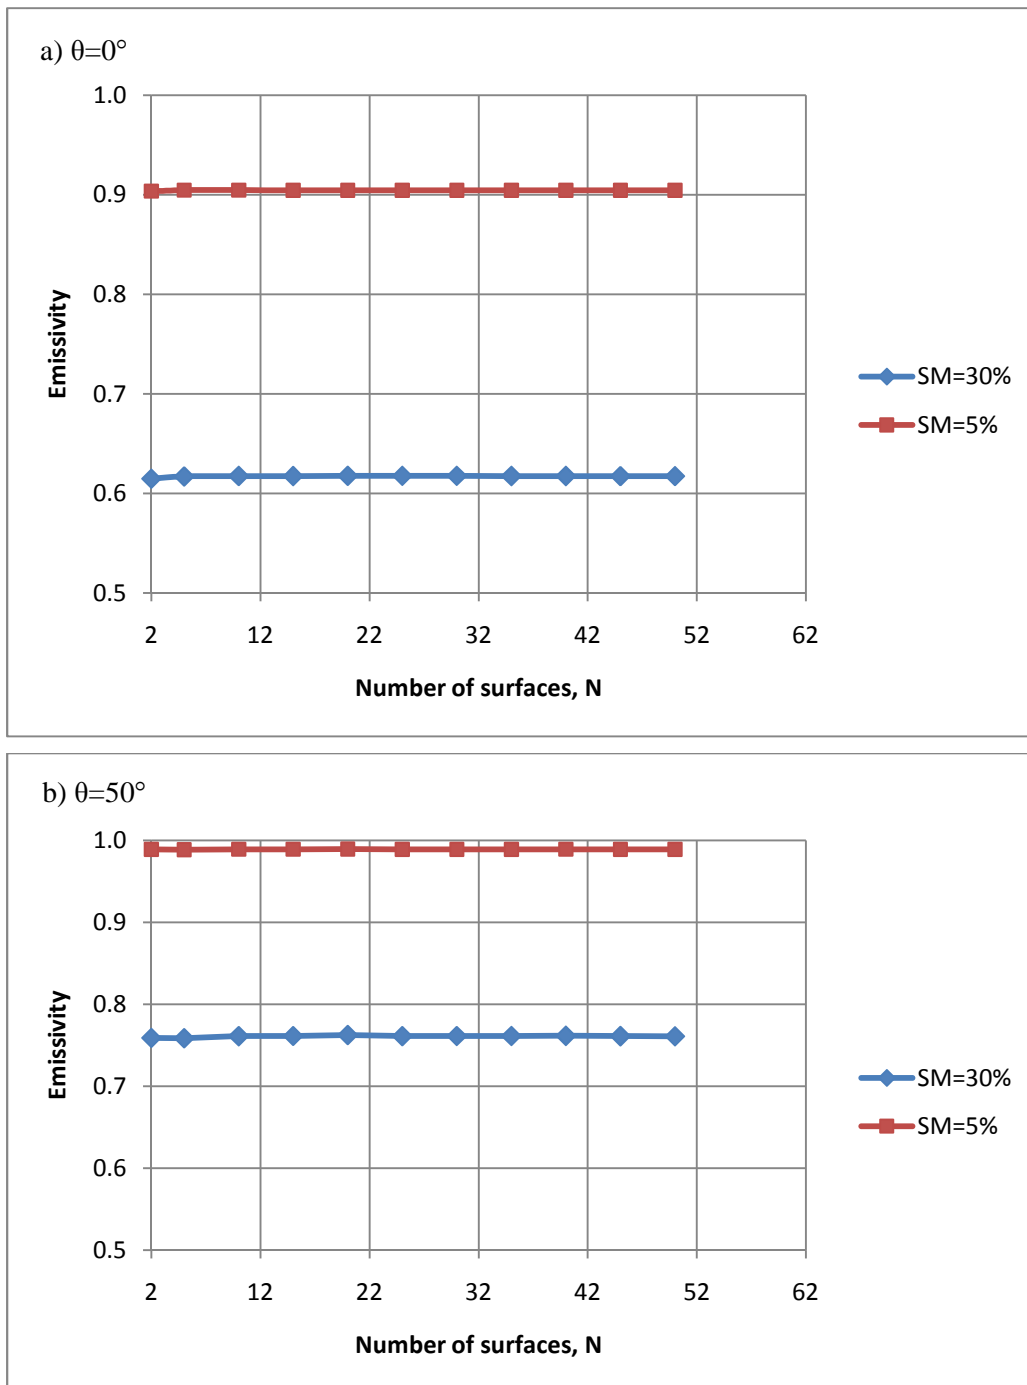 a) θ=0°
1.0
0.9
0.8
0.7
0.6
0.5
Emissivity
2 12 22 32 42 52 62
Number of surfaces, N
SM=30%
SM=5%
b) θ=50°
1.0
0.9
0.8
0.7
0.6
0.5
Emissivity
2 12 22 32 42 52 62
Number of surfaces, N
SM=30%
SM=5%